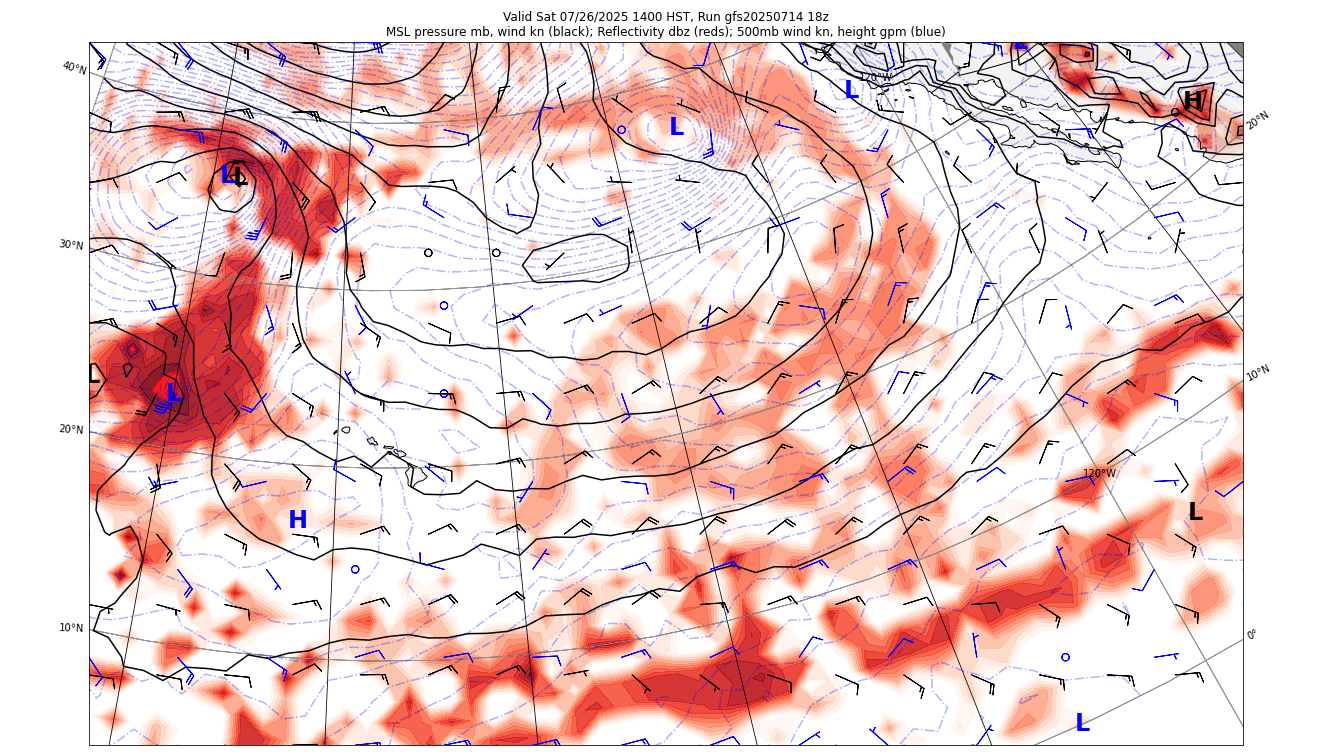 Valid Sat 07/26/2025 1400 HST, Run gfs20250714 18z
MSL pressure mb, wind kn (black); Reflectivity dbz (reds); 500mb wind kn, height gpm (blue)
L
40°N
120°W
L
H
20°N
L
L
L
30°N
L
L
10°N
20°N
120°W
L
H
10°N
0°
L